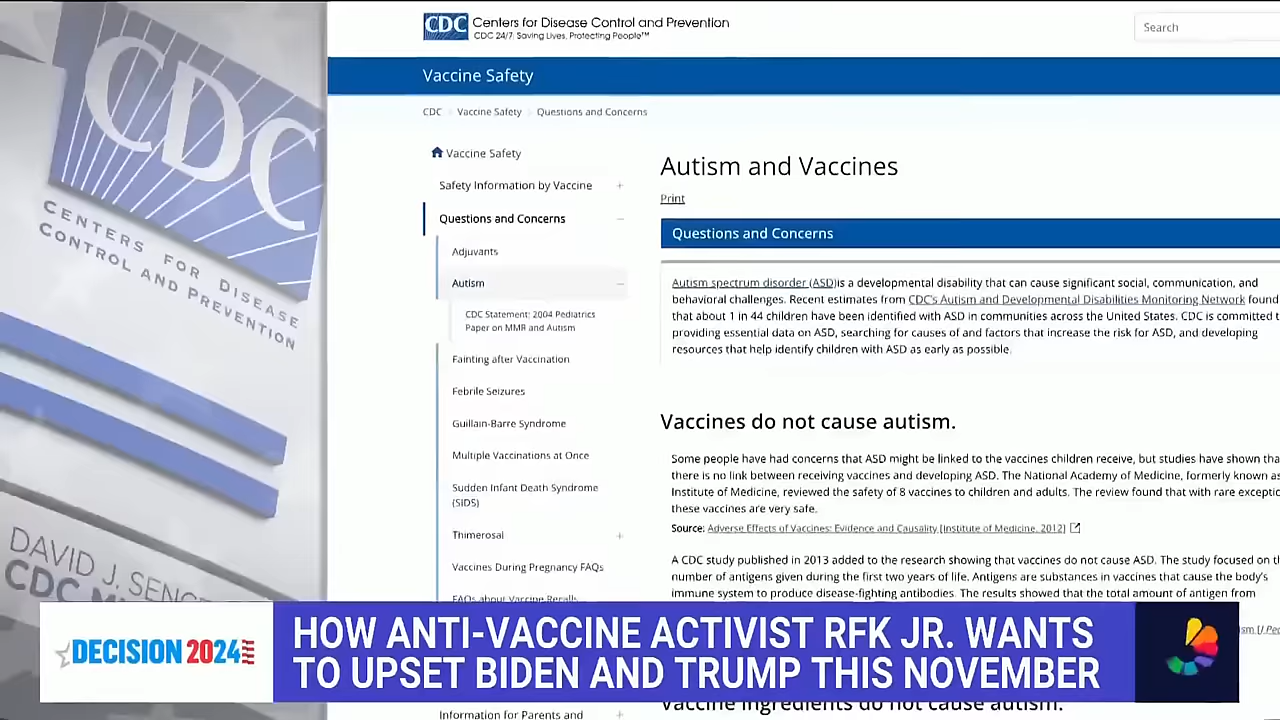 CDC
CENTERS FOR DISEASE
CONTROL AND PREVENTION
DAVID J. SENCER
CDC
CDC Centers for Disease Control and Prevention
CDC 24/7: Saving Lives, Protecting People™
Search
Vaccine Safety
CDC Vaccine Safety Questions and Concerns
Vaccine Safety
Safety Information by Vaccine +
Questions and Concerns –
Adjuvants
Autism –
CDC Statement: 2004 Pediatrics
Paper on MMR and Autism
Fainting after Vaccination
Febrile Seizures
Guillain-Barre Syndrome
Multiple Vaccinations at Once
Sudden Infant Death Syndrome
(SIDS)
Thimerosal +
Vaccines During Pregnancy FAQs
FAQs about Vaccine Recalls
Information for Parents and +
Autism and Vaccines
Print
Questions and Concerns
Autism spectrum disorder (ASD)is a developmental disability that can cause significant social, communication, and
behavioral challenges. Recent estimates from CDC's Autism and Developmental Disabilities Monitoring Network found
that about 1 in 44 children have been identified with ASD in communities across the United States. CDC is committed t
providing essential data on ASD, searching for causes of and factors that increase the risk for ASD, and developing
resources that help identify children with ASD as early as possible.
Vaccines do not cause autism.
Some people have had concerns that ASD might be linked to the vaccines children receive, but studies have shown tha
there is no link between receiving vaccines and developing ASD. The National Academy of Medicine, formerly known as
Institute of Medicine, reviewed the safety of 8 vaccines to children and adults. The review found that with rare exceptio
these vaccines are very safe.
Source: Adverse Effects of Vaccines: Evidence and Causality [Institute of Medicine, 2012]
A CDC study published in 2013 added to the research showing that vaccines do not cause ASD. The study focused on th
number of antigens given during the first two years of life. Antigens are substances in vaccines that cause the body's
immune system to produce disease-fighting antibodies. The results showed that the total amount of antigen from
Vaccine ingredients do not cause autism.
DECISION 2024
HOW ANTI-VACCINE ACTIVIST RFK JR. WANTS
TO UPSET BIDEN AND TRUMP THIS NOVEMBER